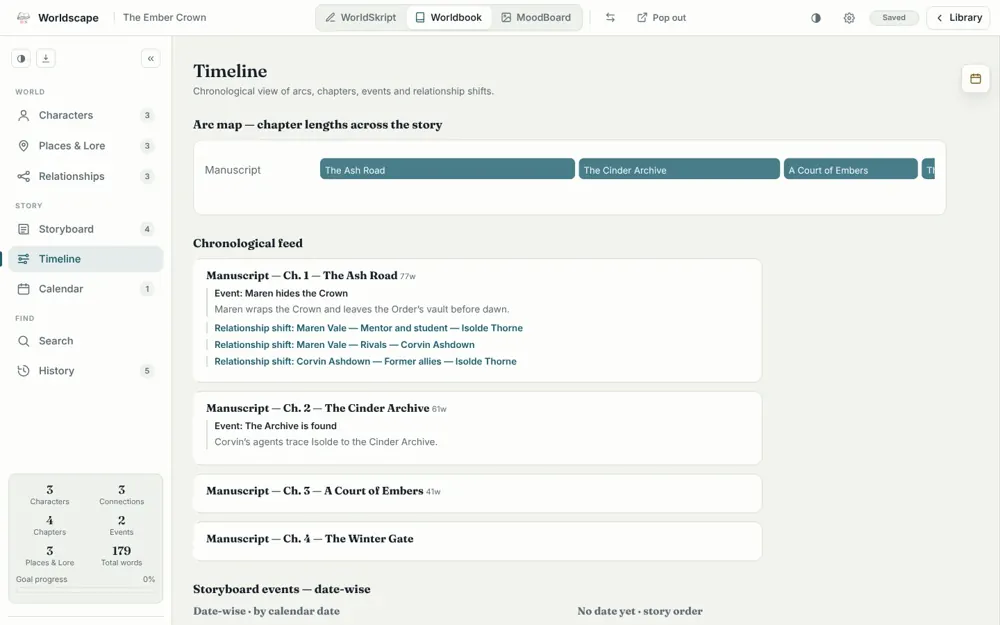 Worldscape
The Ember Crown
WorldSkript
Worldbook
MoodBoard
Pop out
Saved
Library
WORLD
Characters 3
Places & Lore 3
Relationships 3
STORY
Storyboard 4
Timeline
Calendar 1
FIND
Search
History 5
3 3
Characters Connections
4 2
Chapters Events
3 179
Places & Lore Total words
Goal progress 0%
Timeline
Chronological view of arcs, chapters, events and relationship shifts.
Arc map — chapter lengths across the story
Manuscript The Ash Road The Cinder Archive A Court of Embers
Chronological feed
Manuscript — Ch. 1 — The Ash Road 77w
Event: Maren hides the Crown
Maren wraps the Crown and leaves the Order's vault before dawn.
Relationship shift: Maren Vale — Mentor and student — Isolde Thorne
Relationship shift: Maren Vale — Rivals — Corvin Ashdown
Relationship shift: Corvin Ashdown — Former allies — Isolde Thorne
Manuscript — Ch. 2 — The Cinder Archive 61w
Event: The Archive is found
Corvin's agents trace Isolde to the Cinder Archive.
Manuscript — Ch. 3 — A Court of Embers 41w
Manuscript — Ch. 4 — The Winter Gate
Storyboard events — date-wise
Date-wise · by calendar date
No date yet · story order